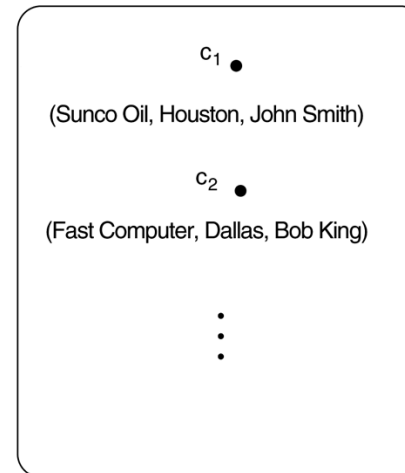 c1
(Sunco Oil, Houston, John Smith)
c2
(Fast Computer, Dallas, Bob King)